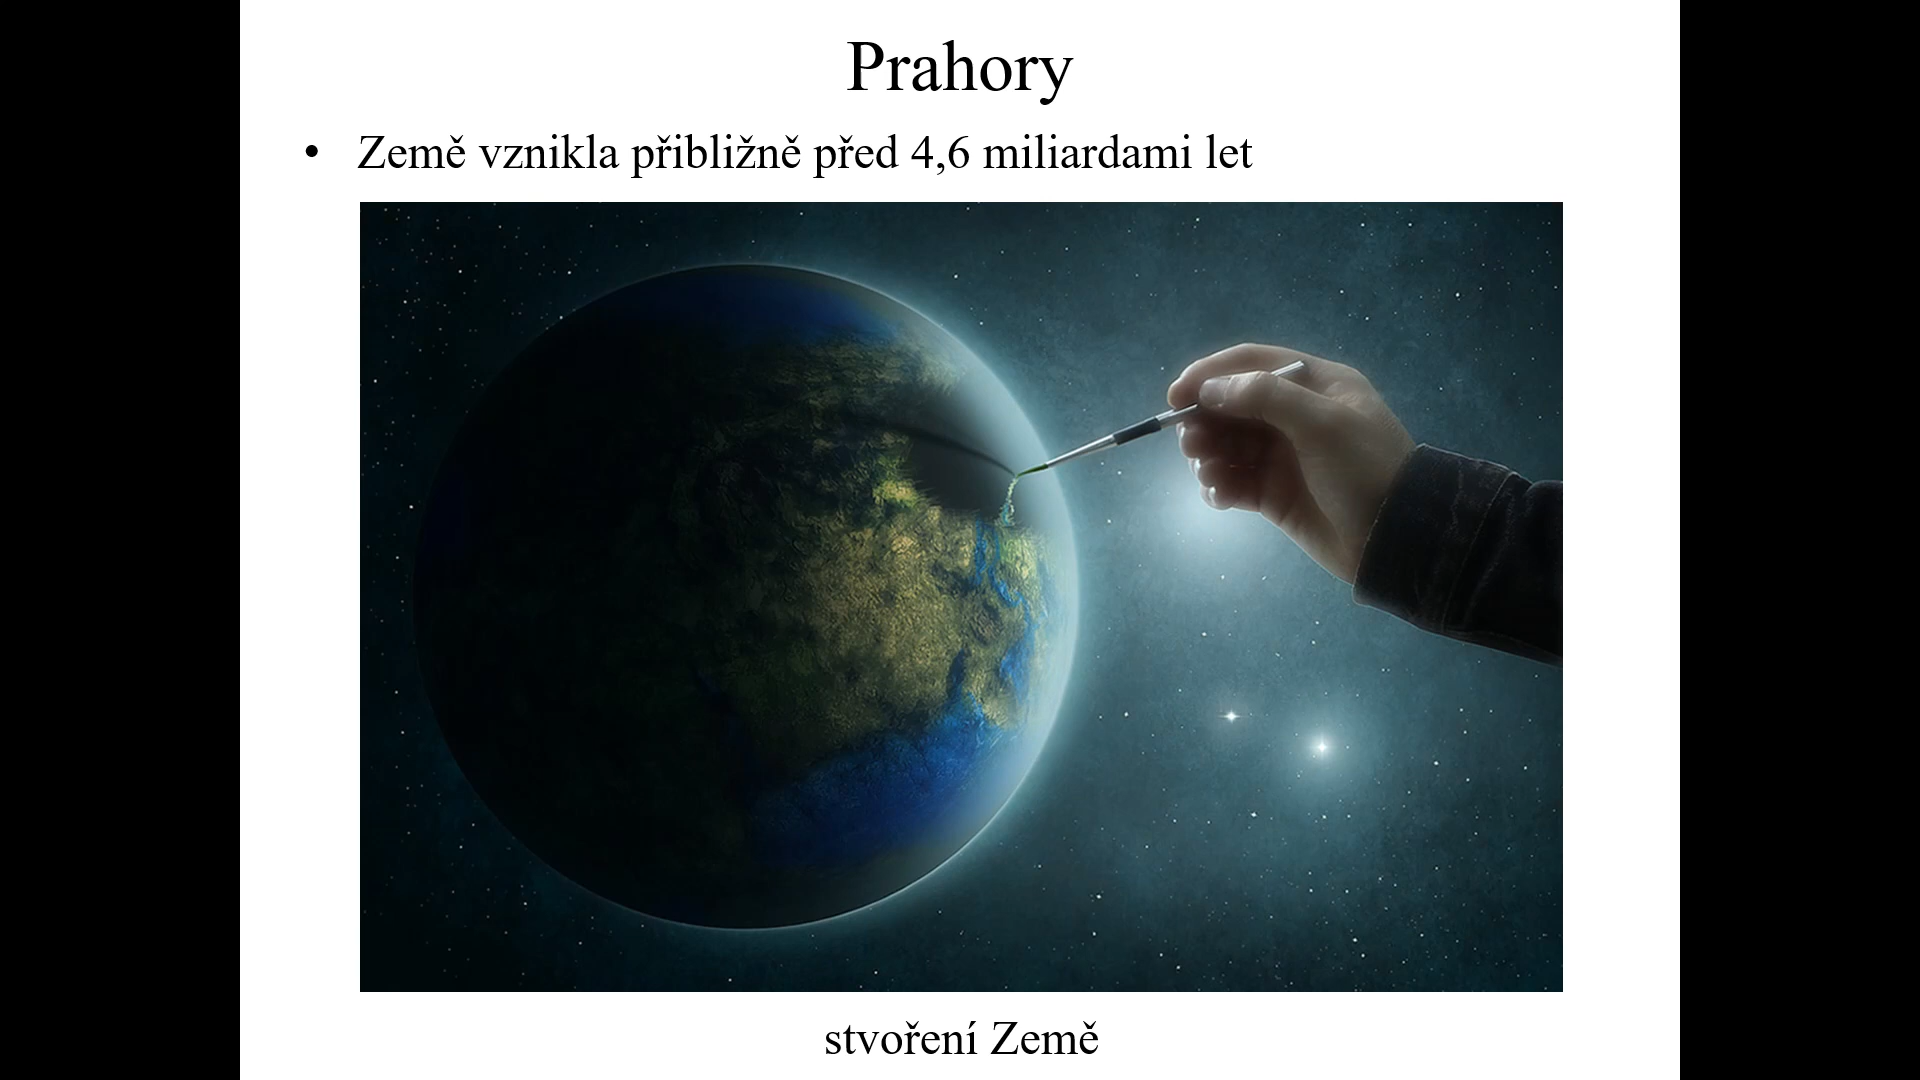 Prahory
• Země vznikla přibližně před 4,6 miliardami let
stvoření Země